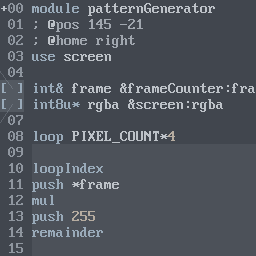 +00 module patternGenerator
01 ; @pos 145 -21
02 ; @home right
03 use screen
04
[ ] int& frame &frameCounter:fra
[ ] int8u* rgba &screen:rgba
07
08 loop PIXEL_COUNT*4
09
10 loopIndex
11 push *frame
12 mul
13 push 255
14 remainder
15